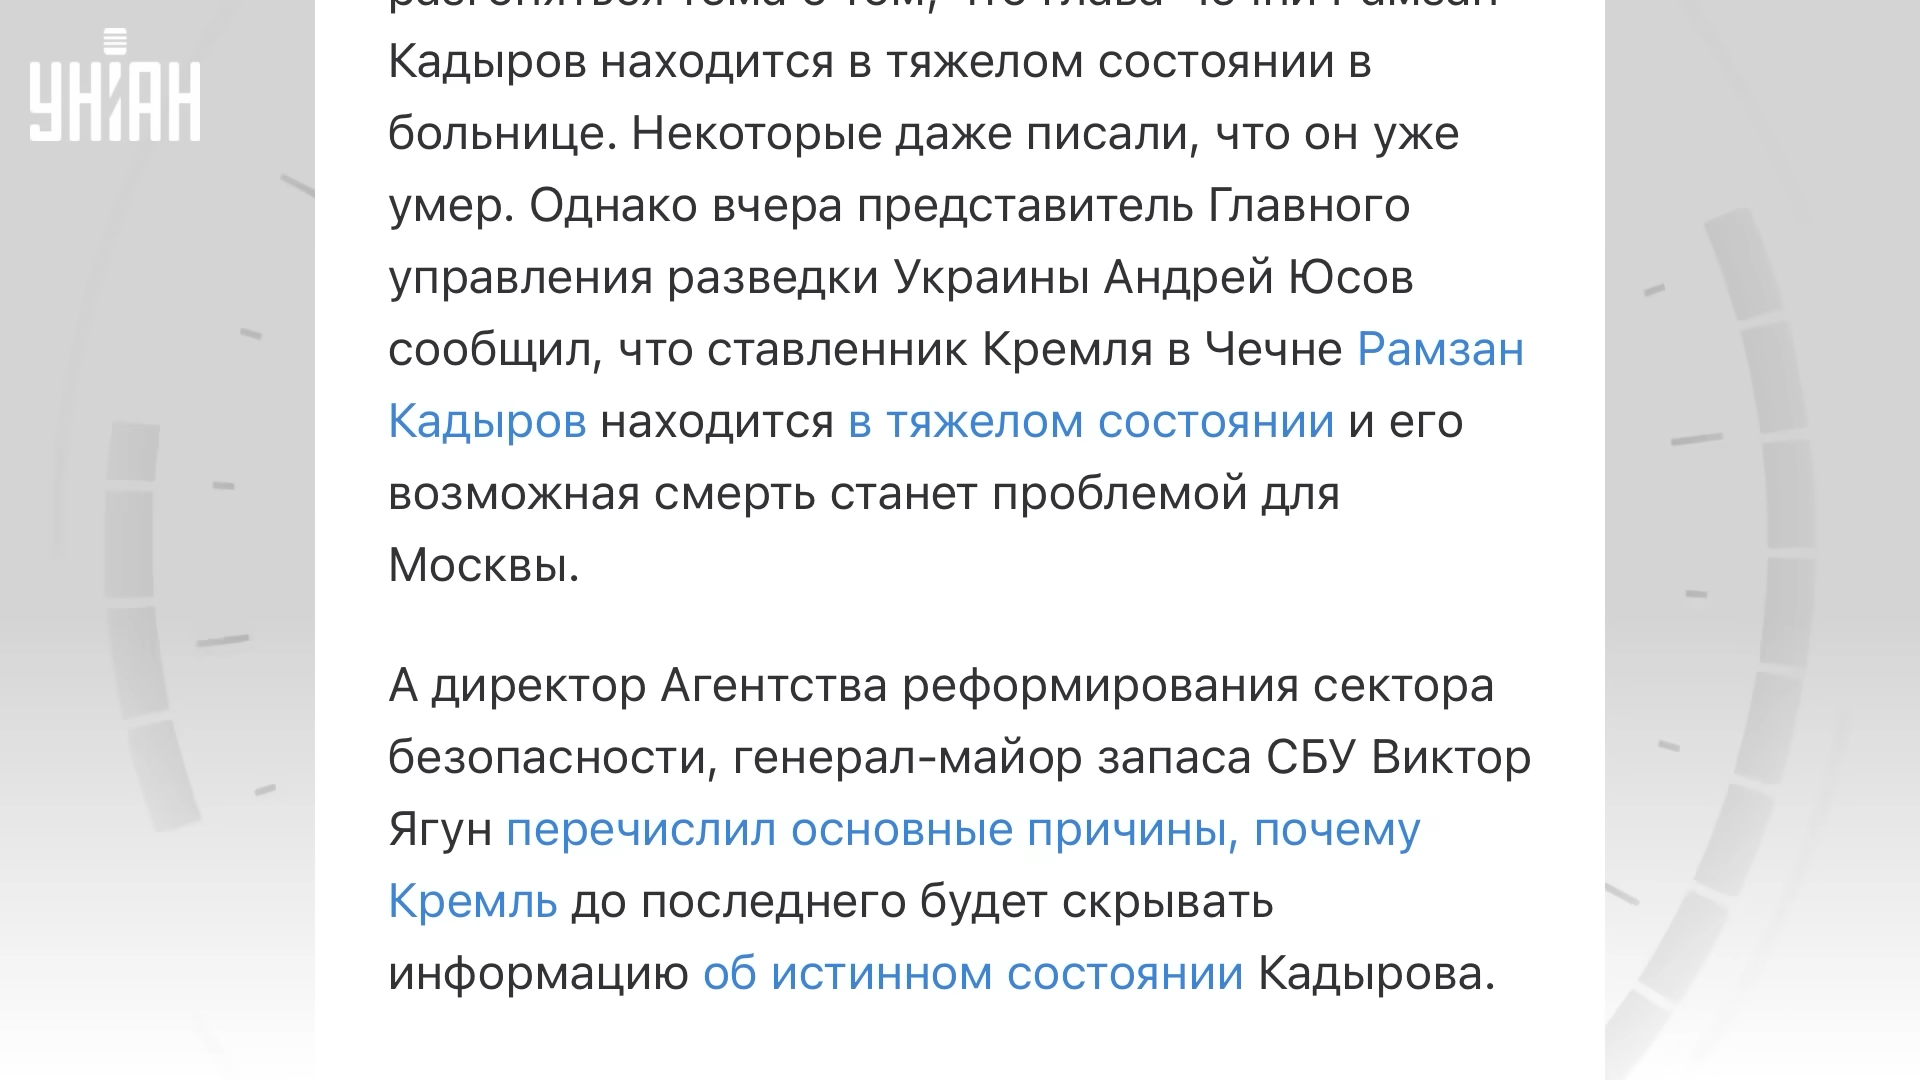 УНІАН
Кадыров находится в тяжелом состоянии в
больнице. Некоторые даже писали, что он уже
умер. Однако вчера представитель Главного
управления разведки Украины Андрей Юсов
сообщил, что ставленник Кремля в Чечне Рамзан
Кадыров находится в тяжелом состоянии и его
возможная смерть станет проблемой для
Москвы.
А директор Агентства реформирования сектора
безопасности, генерал-майор запаса СБУ Виктор
Ягун перечислил основные причины, почему
Кремль до последнего будет скрывать
информацию об истинном состоянии Кадырова.